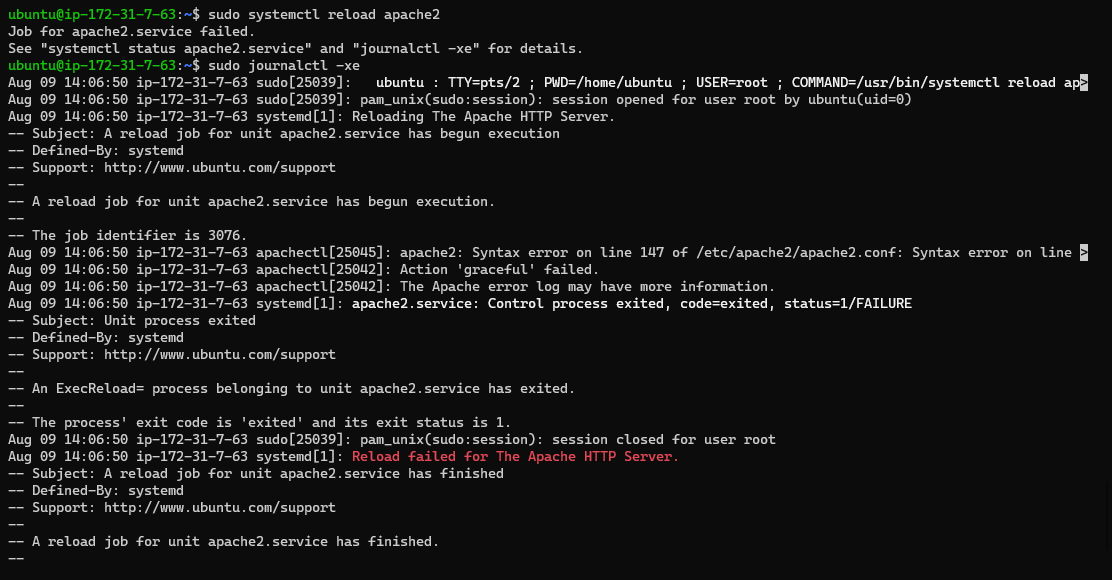 ubuntu@ip-172-31-7-63:~$ sudo systemctl reload apache2
Job for apache2.service failed.
See "systemctl status apache2.service" and "journalctl -xe" for details.
ubuntu@ip-172-31-7-63:~$ sudo journalctl -xe
Aug 09 14:06:50 ip-172-31-7-63 sudo[25039]:   ubuntu : TTY=pts/2 ; PWD=/home/ubuntu ; USER=root ; COMMAND=/usr/bin/systemctl reload ap>
Aug 09 14:06:50 ip-172-31-7-63 sudo[25039]: pam_unix(sudo:session): session opened for user root by ubuntu(uid=0)
Aug 09 14:06:50 ip-172-31-7-63 systemd[1]: Reloading The Apache HTTP Server.
-- Subject: A reload job for unit apache2.service has begun execution
-- Defined-By: systemd
-- Support: http://www.ubuntu.com/support
--
-- A reload job for unit apache2.service has begun execution.
--
-- The job identifier is 3076.
Aug 09 14:06:50 ip-172-31-7-63 apachectl[25045]: apache2: Syntax error on line 147 of /etc/apache2/apache2.conf: Syntax error on line >
Aug 09 14:06:50 ip-172-31-7-63 apachectl[25042]: Action 'graceful' failed.
Aug 09 14:06:50 ip-172-31-7-63 apachectl[25042]: The Apache error log may have more information.
Aug 09 14:06:50 ip-172-31-7-63 systemd[1]: apache2.service: Control process exited, code=exited, status=1/FAILURE
-- Subject: Unit process exited
-- Defined-By: systemd
-- Support: http://www.ubuntu.com/support
--
-- An ExecReload= process belonging to unit apache2.service has exited.
--
-- The process' exit code is 'exited' and its exit status is 1.
Aug 09 14:06:50 ip-172-31-7-63 sudo[25039]: pam_unix(sudo:session): session closed for user root
Aug 09 14:06:50 ip-172-31-7-63 systemd[1]: Reload failed for The Apache HTTP Server.
-- Subject: A reload job for unit apache2.service has finished
-- Defined-By: systemd
-- Support: http://www.ubuntu.com/support
--
-- A reload job for unit apache2.service has finished.
--